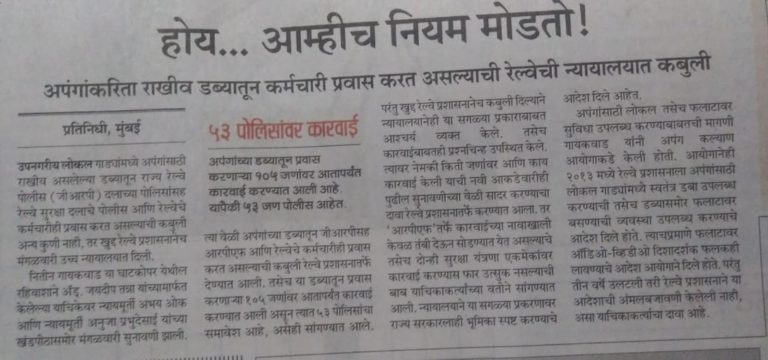 होय... आम्हीच नियम मोडतो!
अपंगांकरिता राखीव डब्यातून कर्मचारी प्रवास करत असल्याची रेल्वेची न्यायालयात कबुली
प्रतिनिधी, मुंबई
उपनगरीय लोकल गाड्यांमध्ये अपंगांसाठी
राखीव असलेल्या डब्यातून राज्य रेल्वे
पोलीस (जीआरपी) दलाच्या पोलिसांसह
रेल्वे सुरक्षा दलाचे पोलीस आणि रेल्वेचे
कर्मचारीही प्रवास करत असल्याची कबुली
अन्य कुणी नाही, तर खुद्द रेल्वे प्रशासनानेच
मंगळवारी उच्च न्यायालयात दिली.
नितीन गायकवाड या घाटकोपर येथील
रहिवाशाने अ‍ॅड. जयदीप तन्ना यांच्यामार्फत
केलेल्या याचिकेवर न्यायमूर्ती अभय ओक
आणि न्यायमूर्ती अनुजा प्रभुदेसाई यांच्या
खंडपीठासमोर मंगळवारी सुनावणी झाली.
५३ पोलिसांवर कारवाई
अपंगांच्या डब्यातून प्रवास
करणाऱ्या १०५ जणांवर आतापर्यंत
कारवाई करण्यात आली आहे.
यापैकी ५३ जण पोलीस आहेत.
त्या वेळी अपंगांच्या डब्यातून जीआरपीसह
आरपीएफ आणि रेल्वेचे कर्मचारीही प्रवास
करत असल्याची कबुली रेल्वे प्रशासनातर्फे
देण्यात आली. तसेच या डब्यातून प्रवास
करणाऱ्या १०५ जणांवर आतापर्यंत कारवाई
करण्यात आली असून त्यात ५३ पोलिसांचा
समावेश आहे, असेही सांगण्यात आले.
परंतु खुद्द रेल्वे प्रशासनानेच कबुली दिल्याने
न्यायालयानेही या सगळ्या प्रकाराबाबत
आश्चर्य व्यक्त केले. तसेच
कारवाईबाबतही प्रश्नचिन्ह उपस्थित केले.
त्यावर नेमकी किती जणांवर आणि काय
कारवाई केली याची नवी आकडेवारीही
पुढील सुनावणीच्या वेळी सादर करण्याचा
दावा रेल्वे प्रशासनातर्फे करण्यात आला. तर
'आरपीएफ'तर्फे कारवाईच्या नावाखाली
केवळ तंबी देऊन सोडण्यात येत असल्याचे
तसेच दोन्ही सुरक्षा यंत्रणा एकमेकांवर
कारवाई करण्यास फार उत्सुक नसल्याची
बाब याचिकाकर्त्यांच्या वतीने सांगण्यात
आली. न्यायालयाने या सगळ्या प्रकरणावर
राज्य सरकारलाही भूमिका स्पष्ट करण्याचे
आदेश दिले आहेत.
अपंगांसाठी लोकल तसेच फलाटावर
सुविधा उपलब्ध करण्याबाबतची मागणी
गायकवाड यांनी अपंग कल्याण
आयोगाकडे केली होती. आयोगानेही
२०१३ मध्ये रेल्वे प्रशासनाला अपंगांसाठी
लोकल गाड्यांमध्ये स्वतंत्र डबा उपलब्ध
करण्याची तसेच डब्यासमोर फलाटावर
बसण्याची व्यवस्था उपलब्ध करण्याचे
आदेश दिले होते. त्याचप्रमाणे फलाटावर
ऑडिओ-व्हिडीओ दिशादर्शक फलकही
लावण्याचे आदेश आयोगाने दिले होते. परंतु
तीन वर्षे उलटली तरी रेल्वे प्रशासनाने या
आदेशाची अंमलबजावणी केलेली नाही,
असा याचिकाकर्त्याचा दावा आहे.